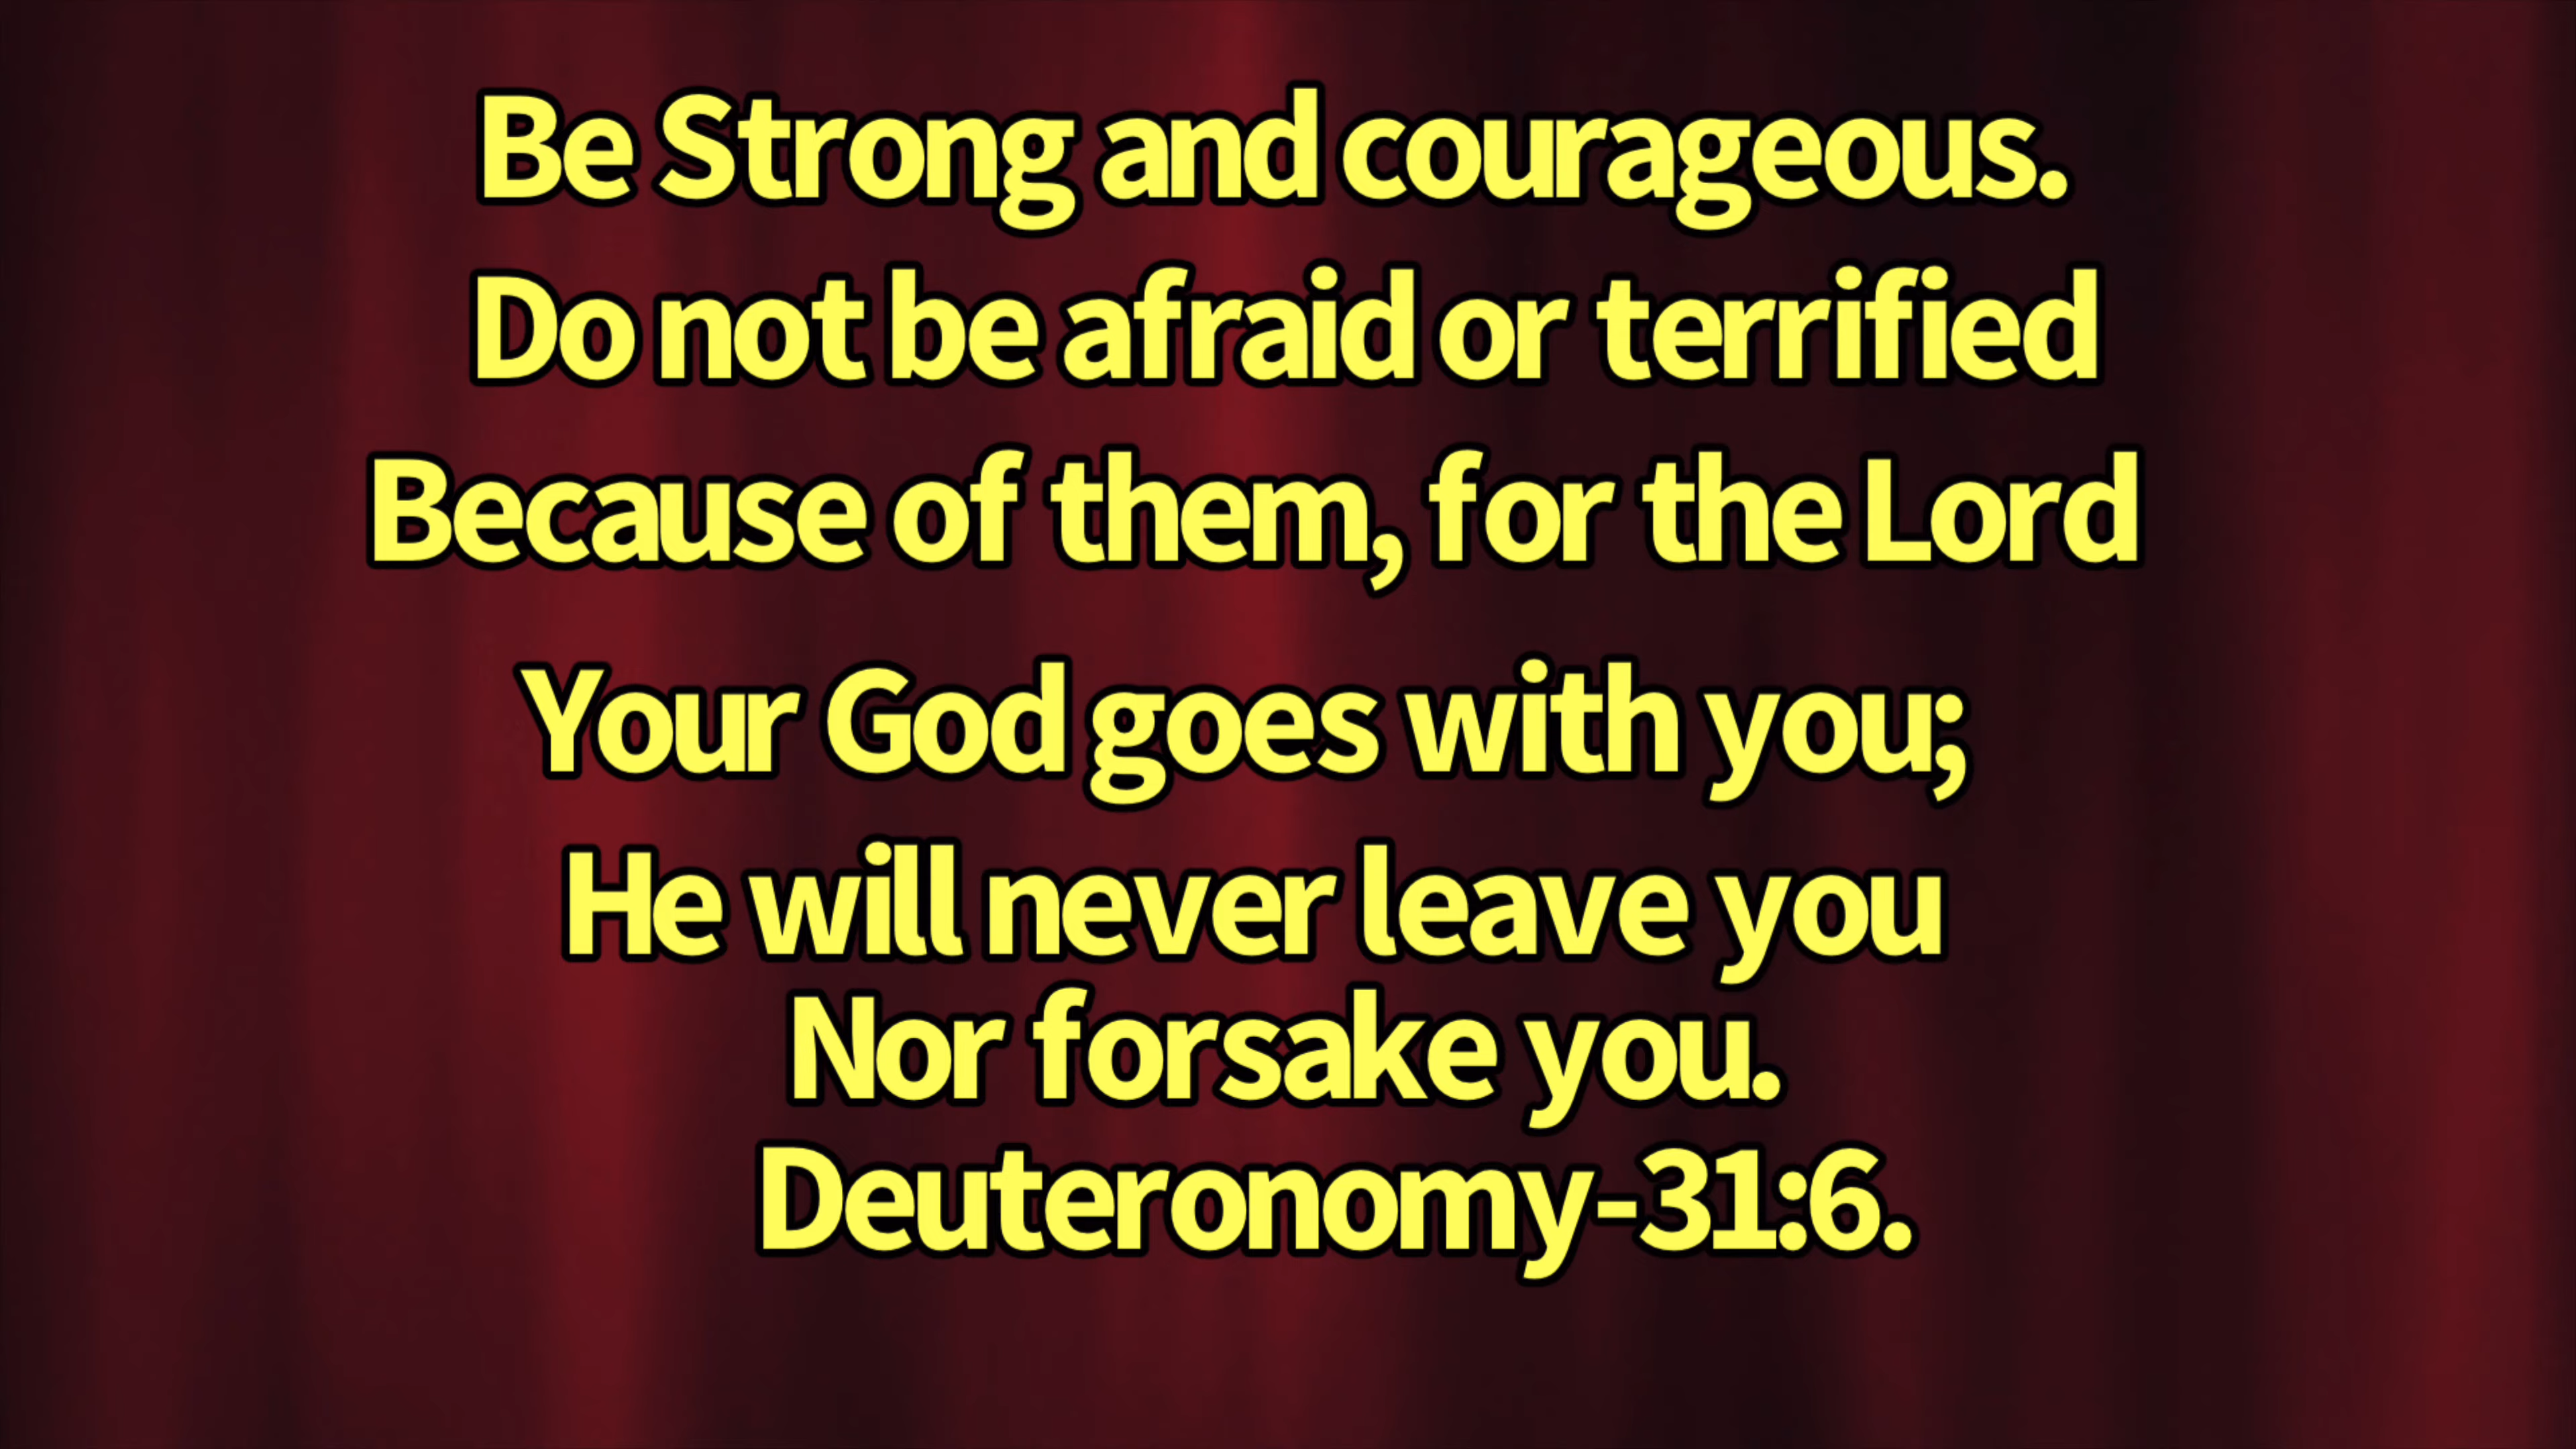 Be Strong and courageous.
Do not be afraid or terrified
Because of them, for the Lord
Your God goes with you;
He will never leave you
Nor forsake you.
Deuteronomy-31:6.